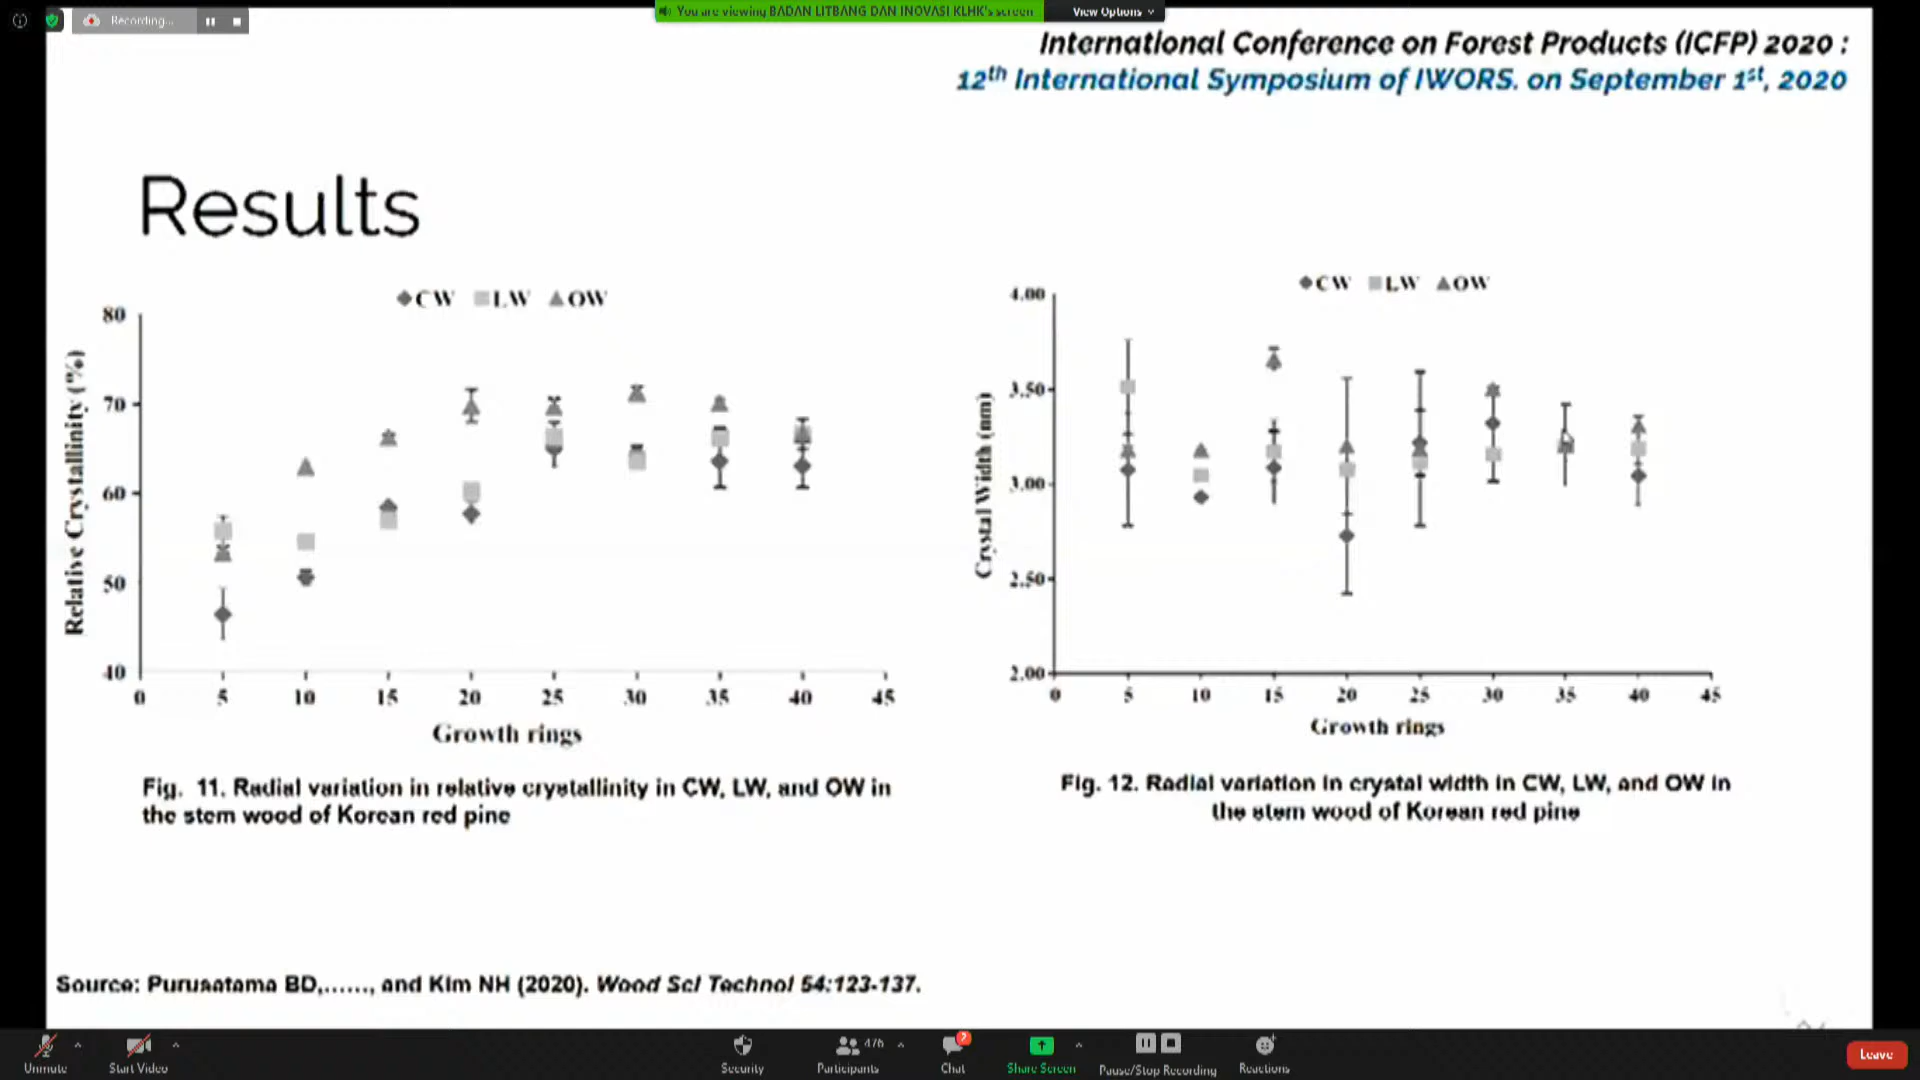 Recording...
You are viewing BADAN LITBANG DAN INOVASI KLHK's screen
View Options
International Conference on Forest Products (ICFP) 2020 :
12th International Symposium of IWORS. on September 1st, 2020
Results
CW LW OW
80
70
60
50
40
Relative Crystallinity (%)
0 5 10 15 20 25 30 35 40 45
Growth rings
Fig. 11. Radial variation in relative crystallinity in CW, LW, and OW in
the stem wood of Korean red pine
CW LW OW
4.00
3.50
3.00
2.50
2.00
Crystal Width (nm)
0 5 10 15 20 25 30 35 40 45
Growth rings
Fig. 12. Radial variation in crystal width in CW, LW, and OW in
the stem wood of Korean red pine
Source: Purusatama BD,......, and Kim NH (2020). Wood Sci Technol 54:123-137.
Unmute
Start Video
Security
476
Participants
Chat
Share Screen
Pause/Stop Recording
Reactions
Leave